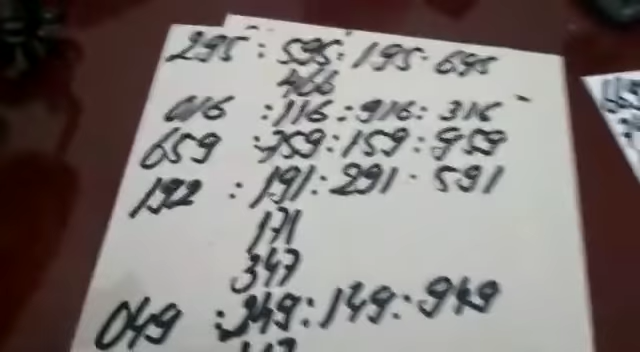 295 : 595 : 195 : 695
466
016 : 116 : 916 : 316
659 : 759 : 159 : 959
192 : 191 : 291 : 591
171
347
049 : 349 : 149 : 949